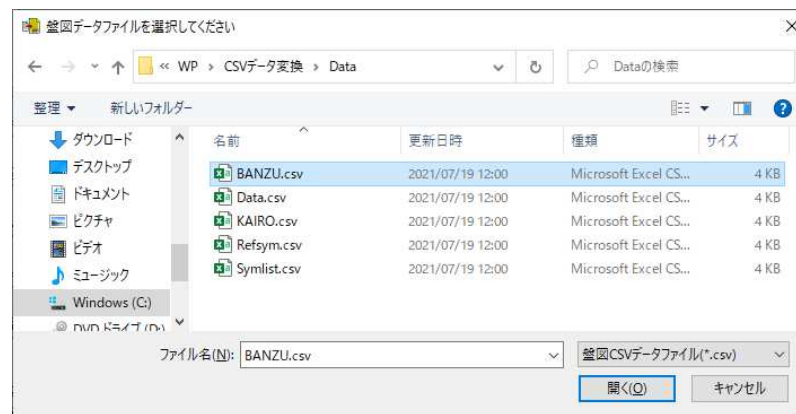 盤図データファイルを選択してください
« WP › CSVデータ変換 › Data
Dataの検索
整理 新しいフォルダー
ダウンロード
デスクトップ
ドキュメント
ピクチャ
ビデオ
ミュージック
Windows (C:)
DVD ドライブ (D:)
名前 更新日時 種類 サイズ
BANZU.csv 2021/07/19 12:00 Microsoft Excel CS... 4 KB
Data.csv 2021/07/19 12:00 Microsoft Excel CS... 4 KB
KAIRO.csv 2021/07/19 12:00 Microsoft Excel CS... 4 KB
Refsym.csv 2021/07/19 12:00 Microsoft Excel CS... 4 KB
Symlist.csv 2021/07/19 12:00 Microsoft Excel CS... 4 KB
ファイル名(N): BANZU.csv 盤図CSVデータファイル(*.csv)
開く(O) キャンセル